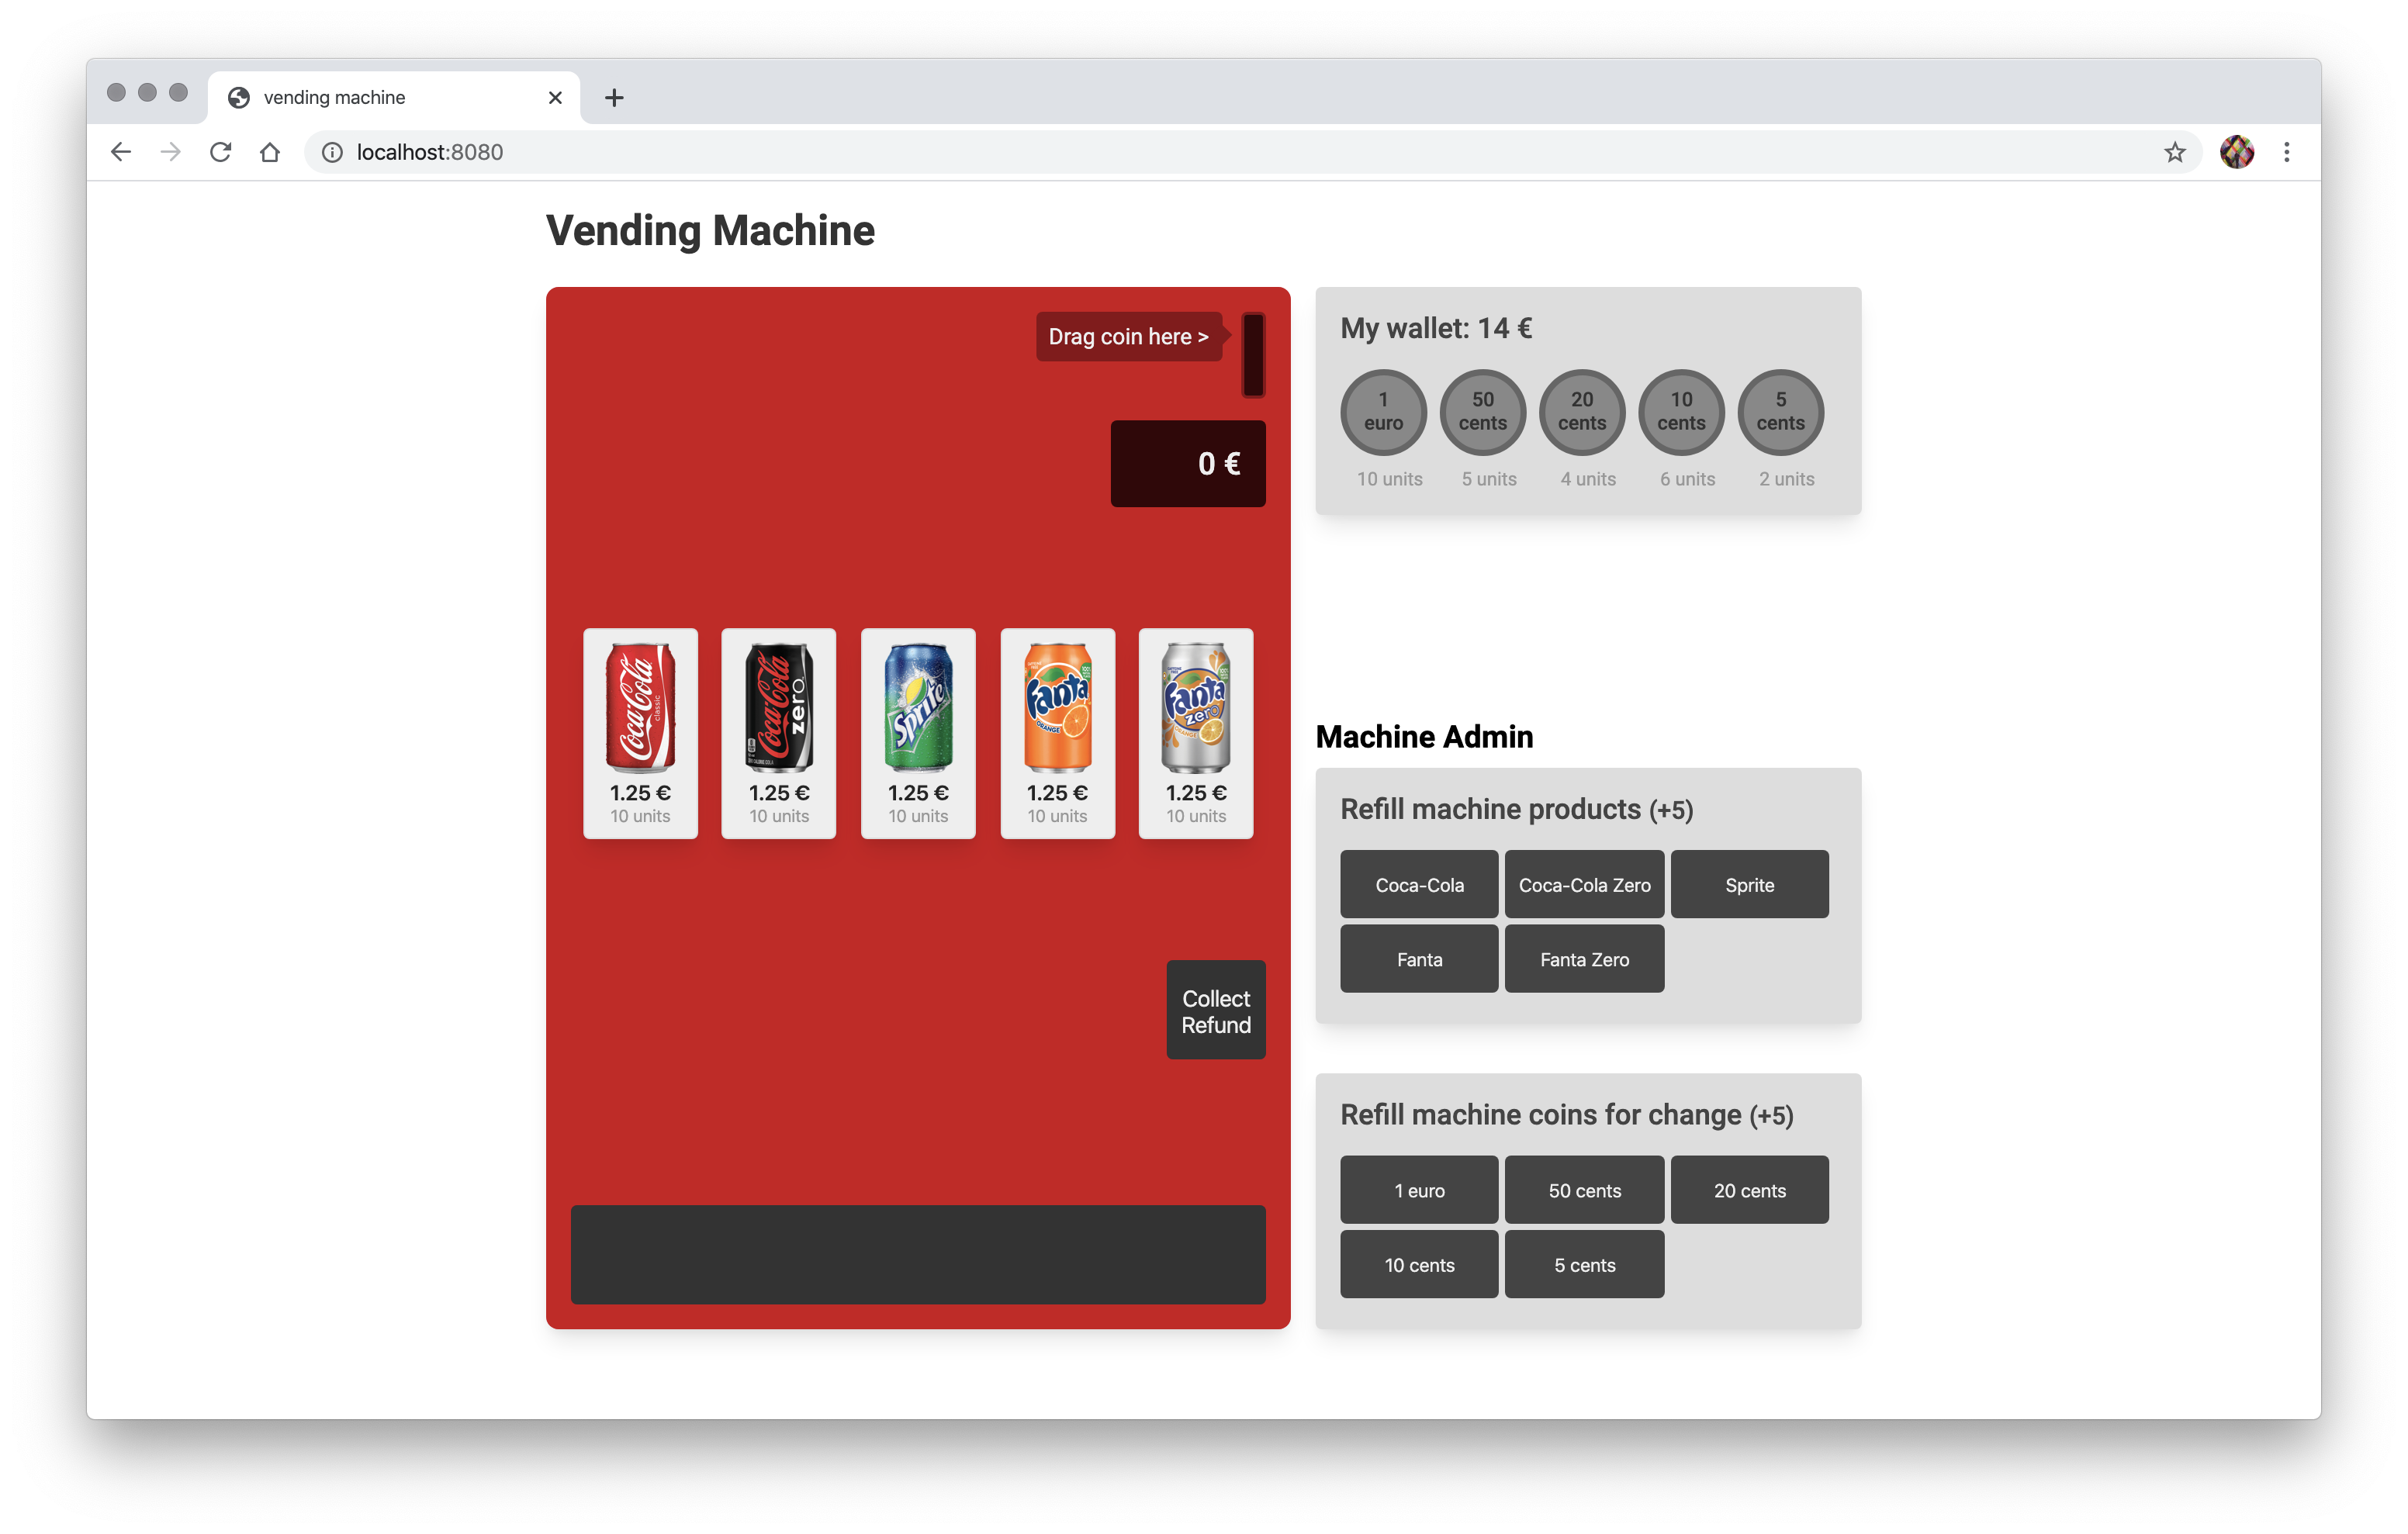 vending machine
localhost:8080
Vending Machine
Drag coin here >
0 €
Coca-Cola
classic
1.25 €
10 units
Coca-Cola
zero
1.25 €
10 units
Sprite
1.25 €
10 units
Fanta
ORANGE
1.25 €
10 units
Fanta
zero
ORANGE
1.25 €
10 units
Collect
Refund
My wallet: 14 €
1
euro
50
cents
20
cents
10
cents
5
cents
10 units
5 units
4 units
6 units
2 units
Machine Admin
Refill machine products (+5)
Coca-Cola
Coca-Cola Zero
Sprite
Fanta
Fanta Zero
Refill machine coins for change (+5)
1 euro
50 cents
20 cents
10 cents
5 cents